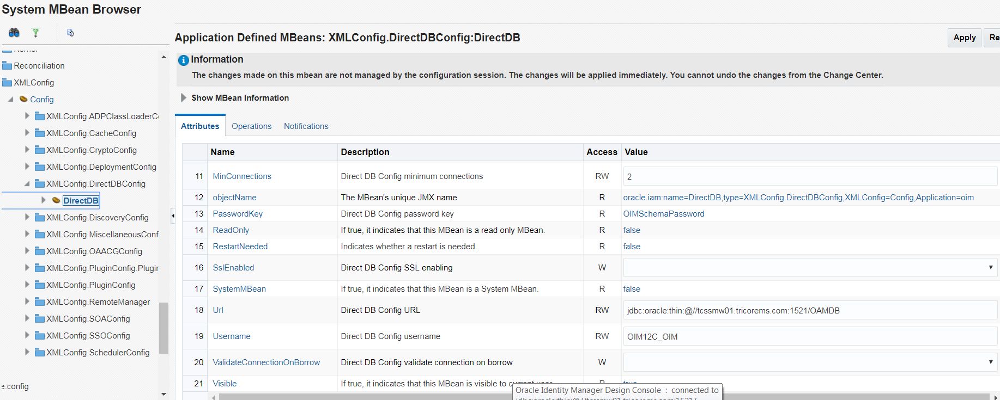 System MBean Browser
Reconciliation
XMLConfig
Config
XMLConfig.ADPClassLoaderC
XMLConfig.CacheConfig
XMLConfig.CryptoConfig
XMLConfig.DeploymentConfig
XMLConfig.DirectDBConfig
DirectDB
XMLConfig.DiscoveryConfig
XMLConfig.MiscellaneousConf
XMLConfig.OAACGConfig
XMLConfig.PluginConfig.Plugin
XMLConfig.PluginConfig
XMLConfig.RemoteManager
XMLConfig.SOAConfig
XMLConfig.SSOConfig
XMLConfig.SchedulerConfig
e.config
Application Defined MBeans: XMLConfig.DirectDBConfig:DirectDB
Apply Re
Information
The changes made on this mbean are not managed by the configuration session. The changes will be applied immediately. You cannot undo the changes from the Change Center.
Show MBean Information
Attributes Operations Notifications
Name Description Access Value
11 MinConnections Direct DB Config minimum connections RW 2
12 objectName The MBean's unique JMX name R oracle.iam:name=DirectDB,type=XMLConfig.DirectDBConfig,XMLConfig=Config,Application=oim
13 PasswordKey Direct DB Config password key R OIMSchemaPassword
14 ReadOnly If true, it indicates that this MBean is a read only MBean. R false
15 RestartNeeded Indicates whether a restart is needed. R false
16 SslEnabled Direct DB Config SSL enabling W
17 SystemMBean If true, it indicates that this MBean is a System MBean. R false
18 Url Direct DB Config URL RW jdbc:oracle:thin:@//tcssmw01.tricorems.com:1521/OAMDB
19 Username Direct DB Config username RW OIM12C_OIM
20 ValidateConnectionOnBorrow Direct DB Config validate connection on borrow W
21 Visible If true, it indicates that this MBean is visible to current user R true
Oracle Identity Manager Design Console : connected to
jdbc:oracle:thin:@//tcssmw01.tricorems.com:1521/